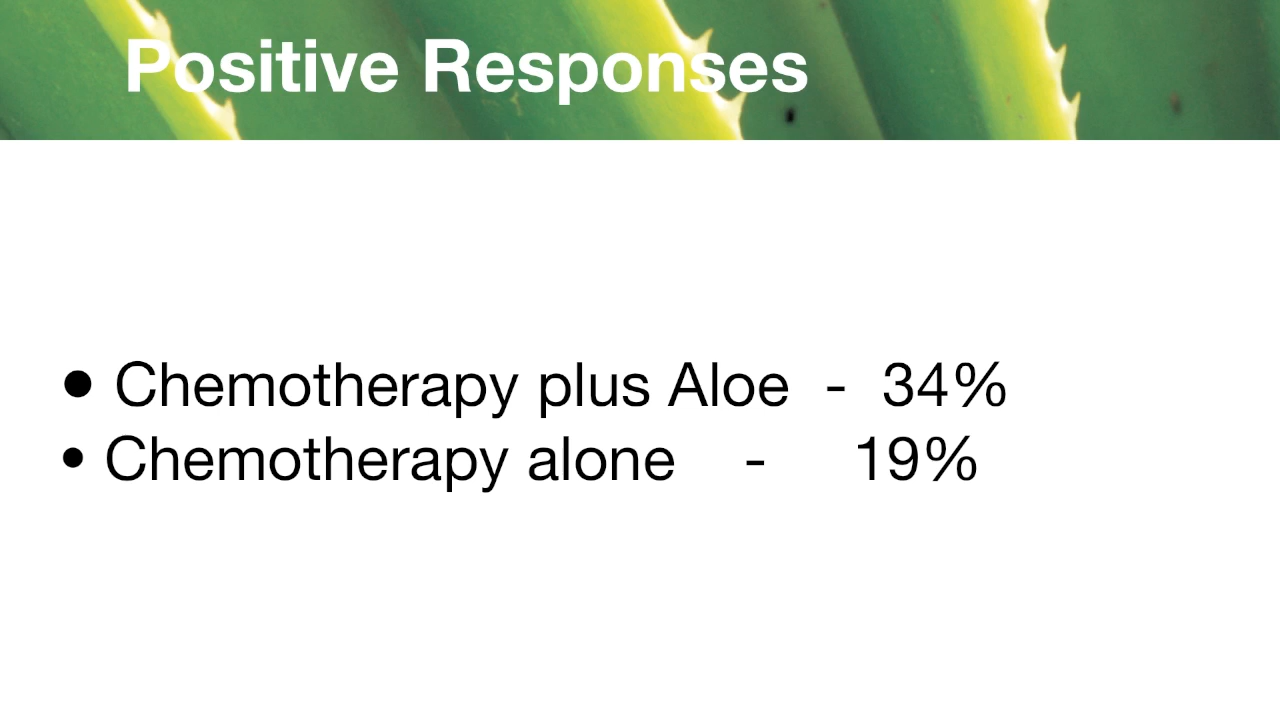 Positive Responses
• Chemotherapy plus Aloe - 34%
• Chemotherapy alone - 19%